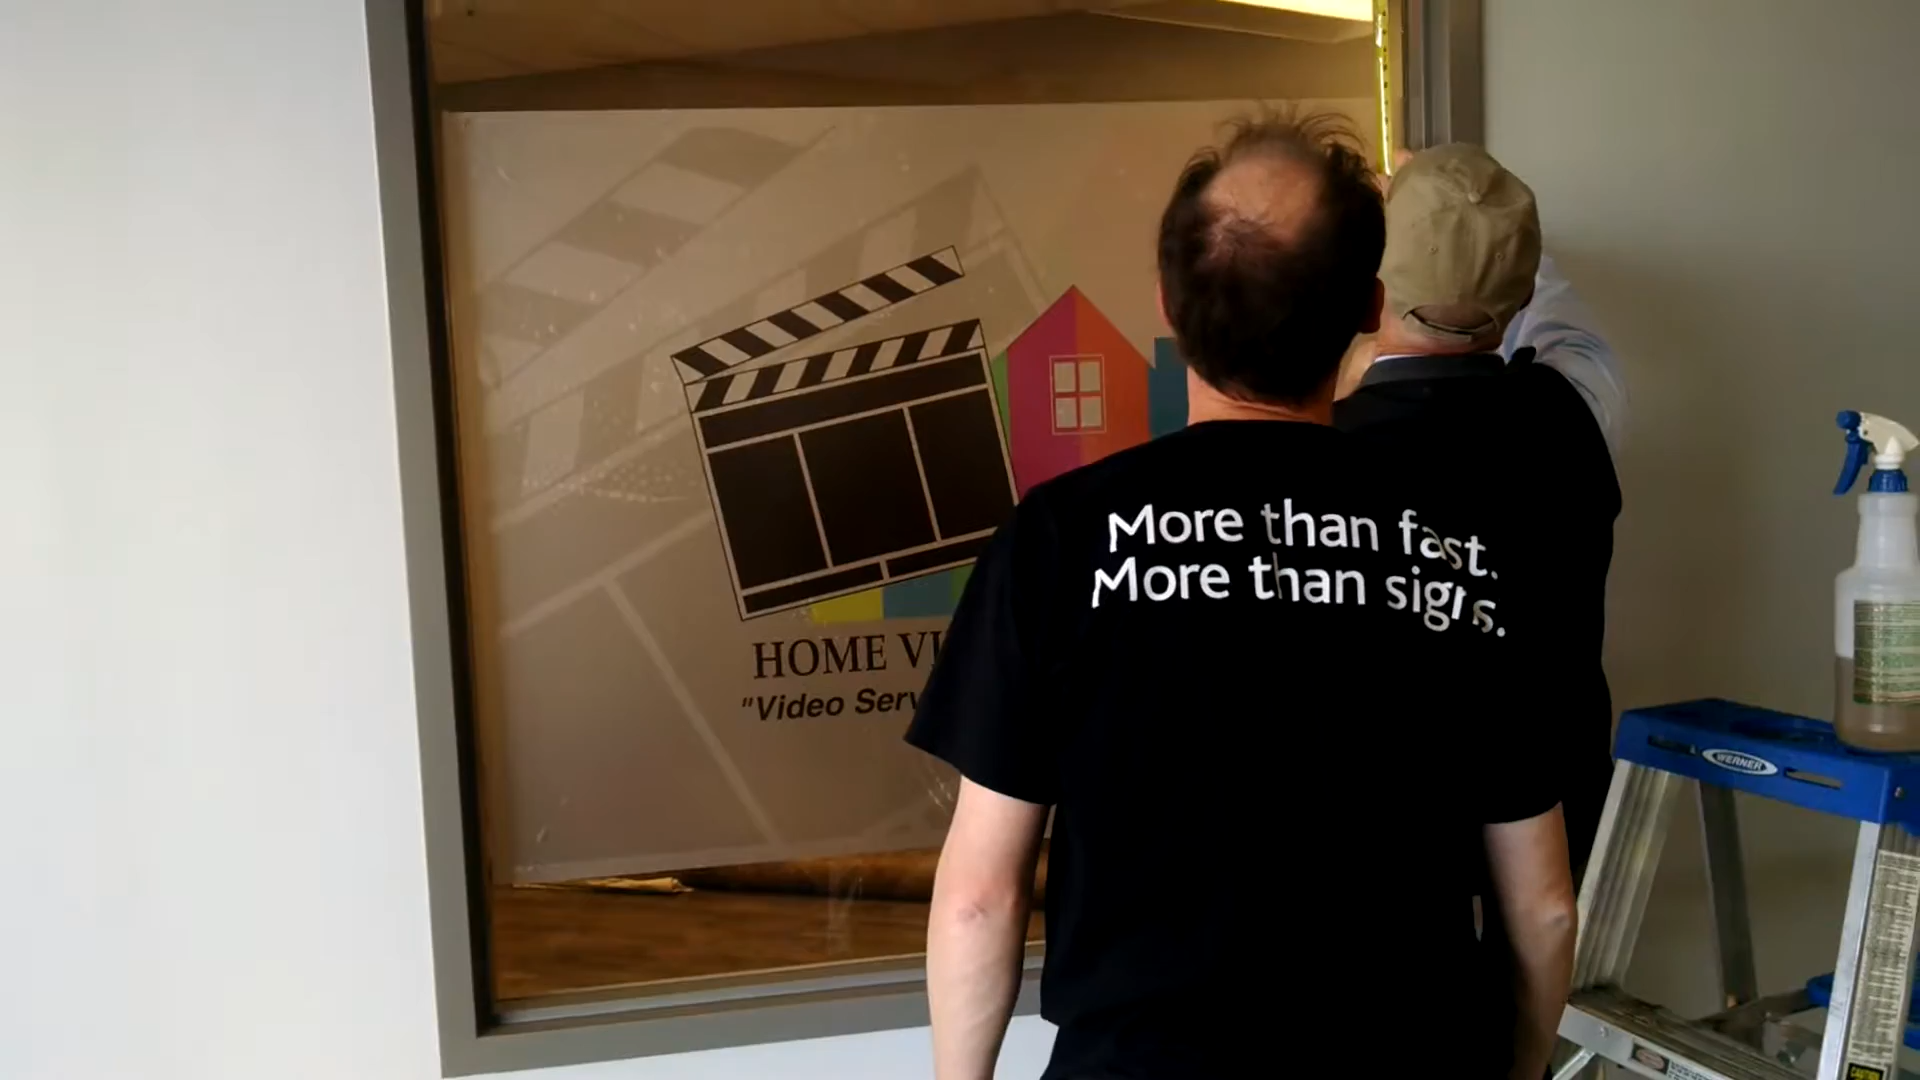 HOME VI
"Video Serv
More than fast.
More than signs.
WERNER